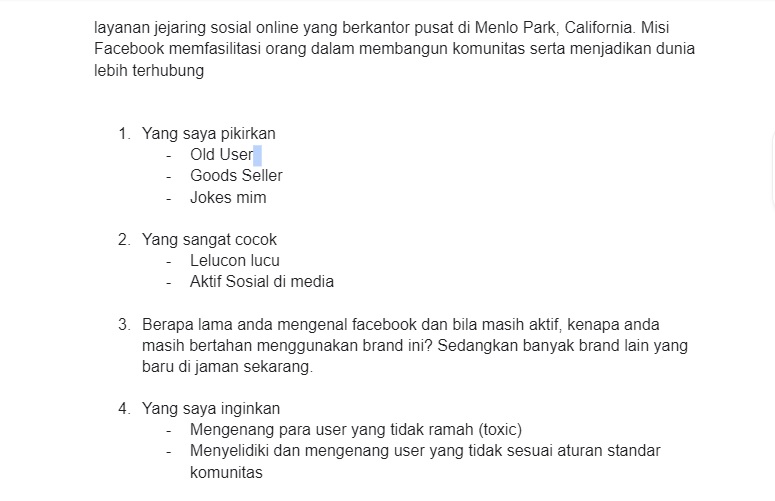 layanan jejaring sosial online yang berkantor pusat di Menlo Park, California. Misi
Facebook memfasilitasi orang dalam membangun komunitas serta menjadikan dunia
lebih terhubung
1. Yang saya pikirkan
- Old User
- Goods Seller
- Jokes mim
2. Yang sangat cocok
- Lelucon lucu
- Aktif Sosial di media
3. Berapa lama anda mengenal facebook dan bila masih aktif, kenapa anda
masih bertahan menggunakan brand ini? Sedangkan banyak brand lain yang
baru di jaman sekarang.
4. Yang saya inginkan
- Mengenang para user yang tidak ramah (toxic)
- Menyelidiki dan mengenang user yang tidak sesuai aturan standar
komunitas